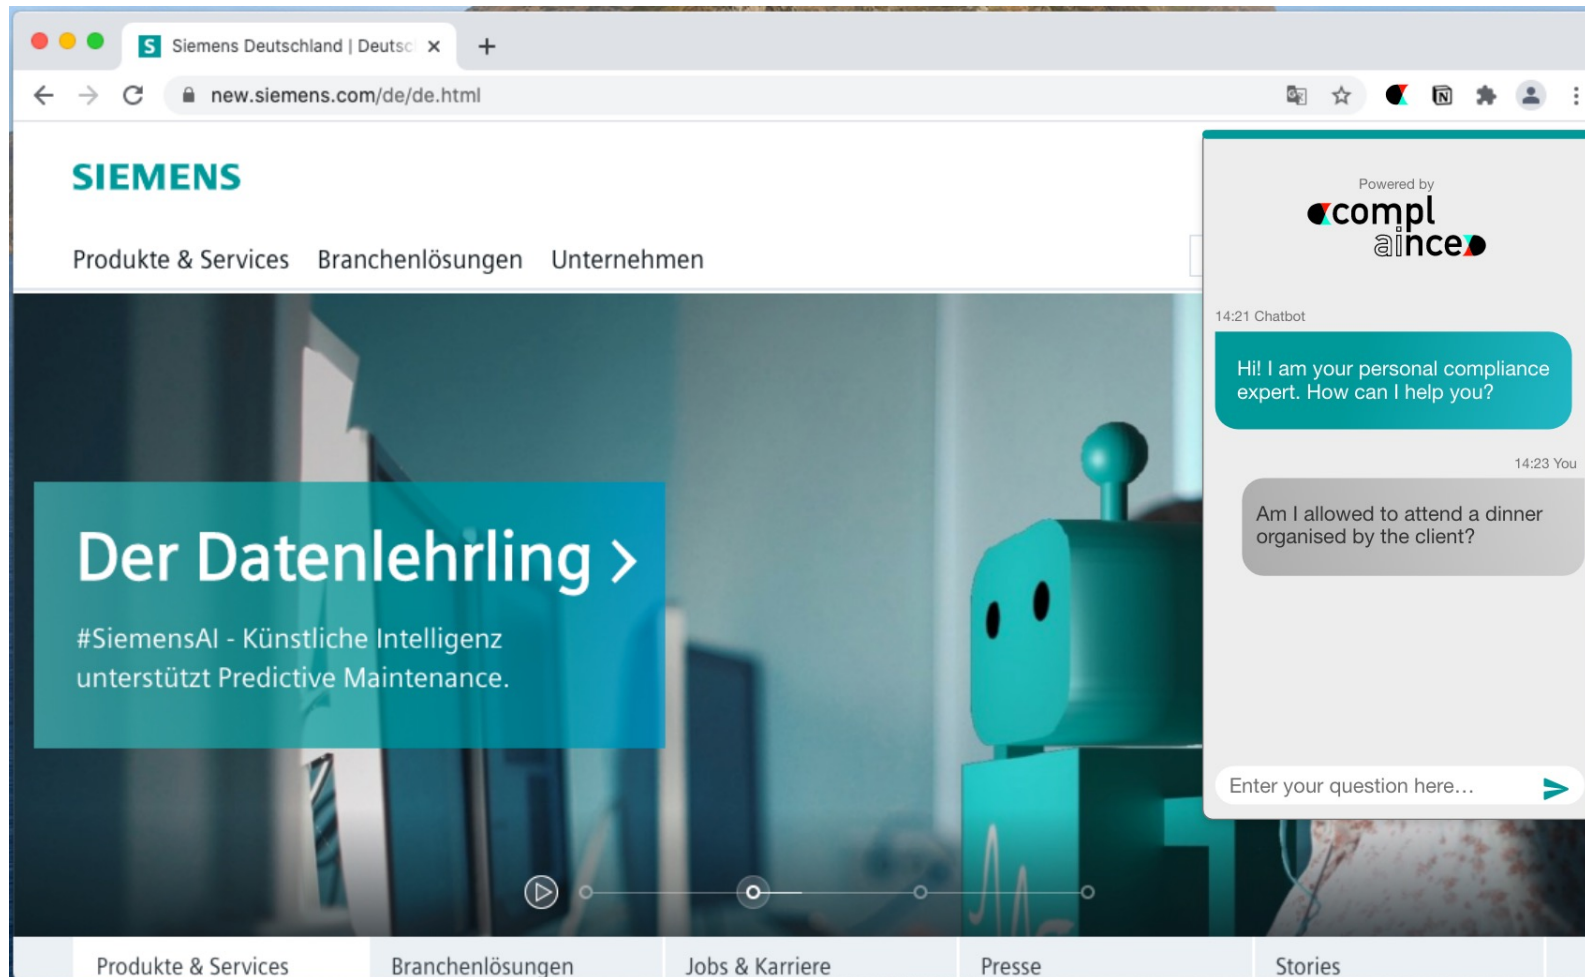 S Siemens Deutschland | Deutsc
new.siemens.com/de/de.html
SIEMENS
Produkte & Services Branchenlösungen Unternehmen
Der Datenlehrling
#SiemensAI - Künstliche Intelligenz
unterstützt Predictive Maintenance.
Powered by
compl
aince
14:21 Chatbot
Hi! I am your personal compliance
expert. How can I help you?
14:23 You
Am I allowed to attend a dinner
organised by the client?
Enter your question here...
Produkte & Services Branchenlösungen Jobs & Karriere Presse Stories